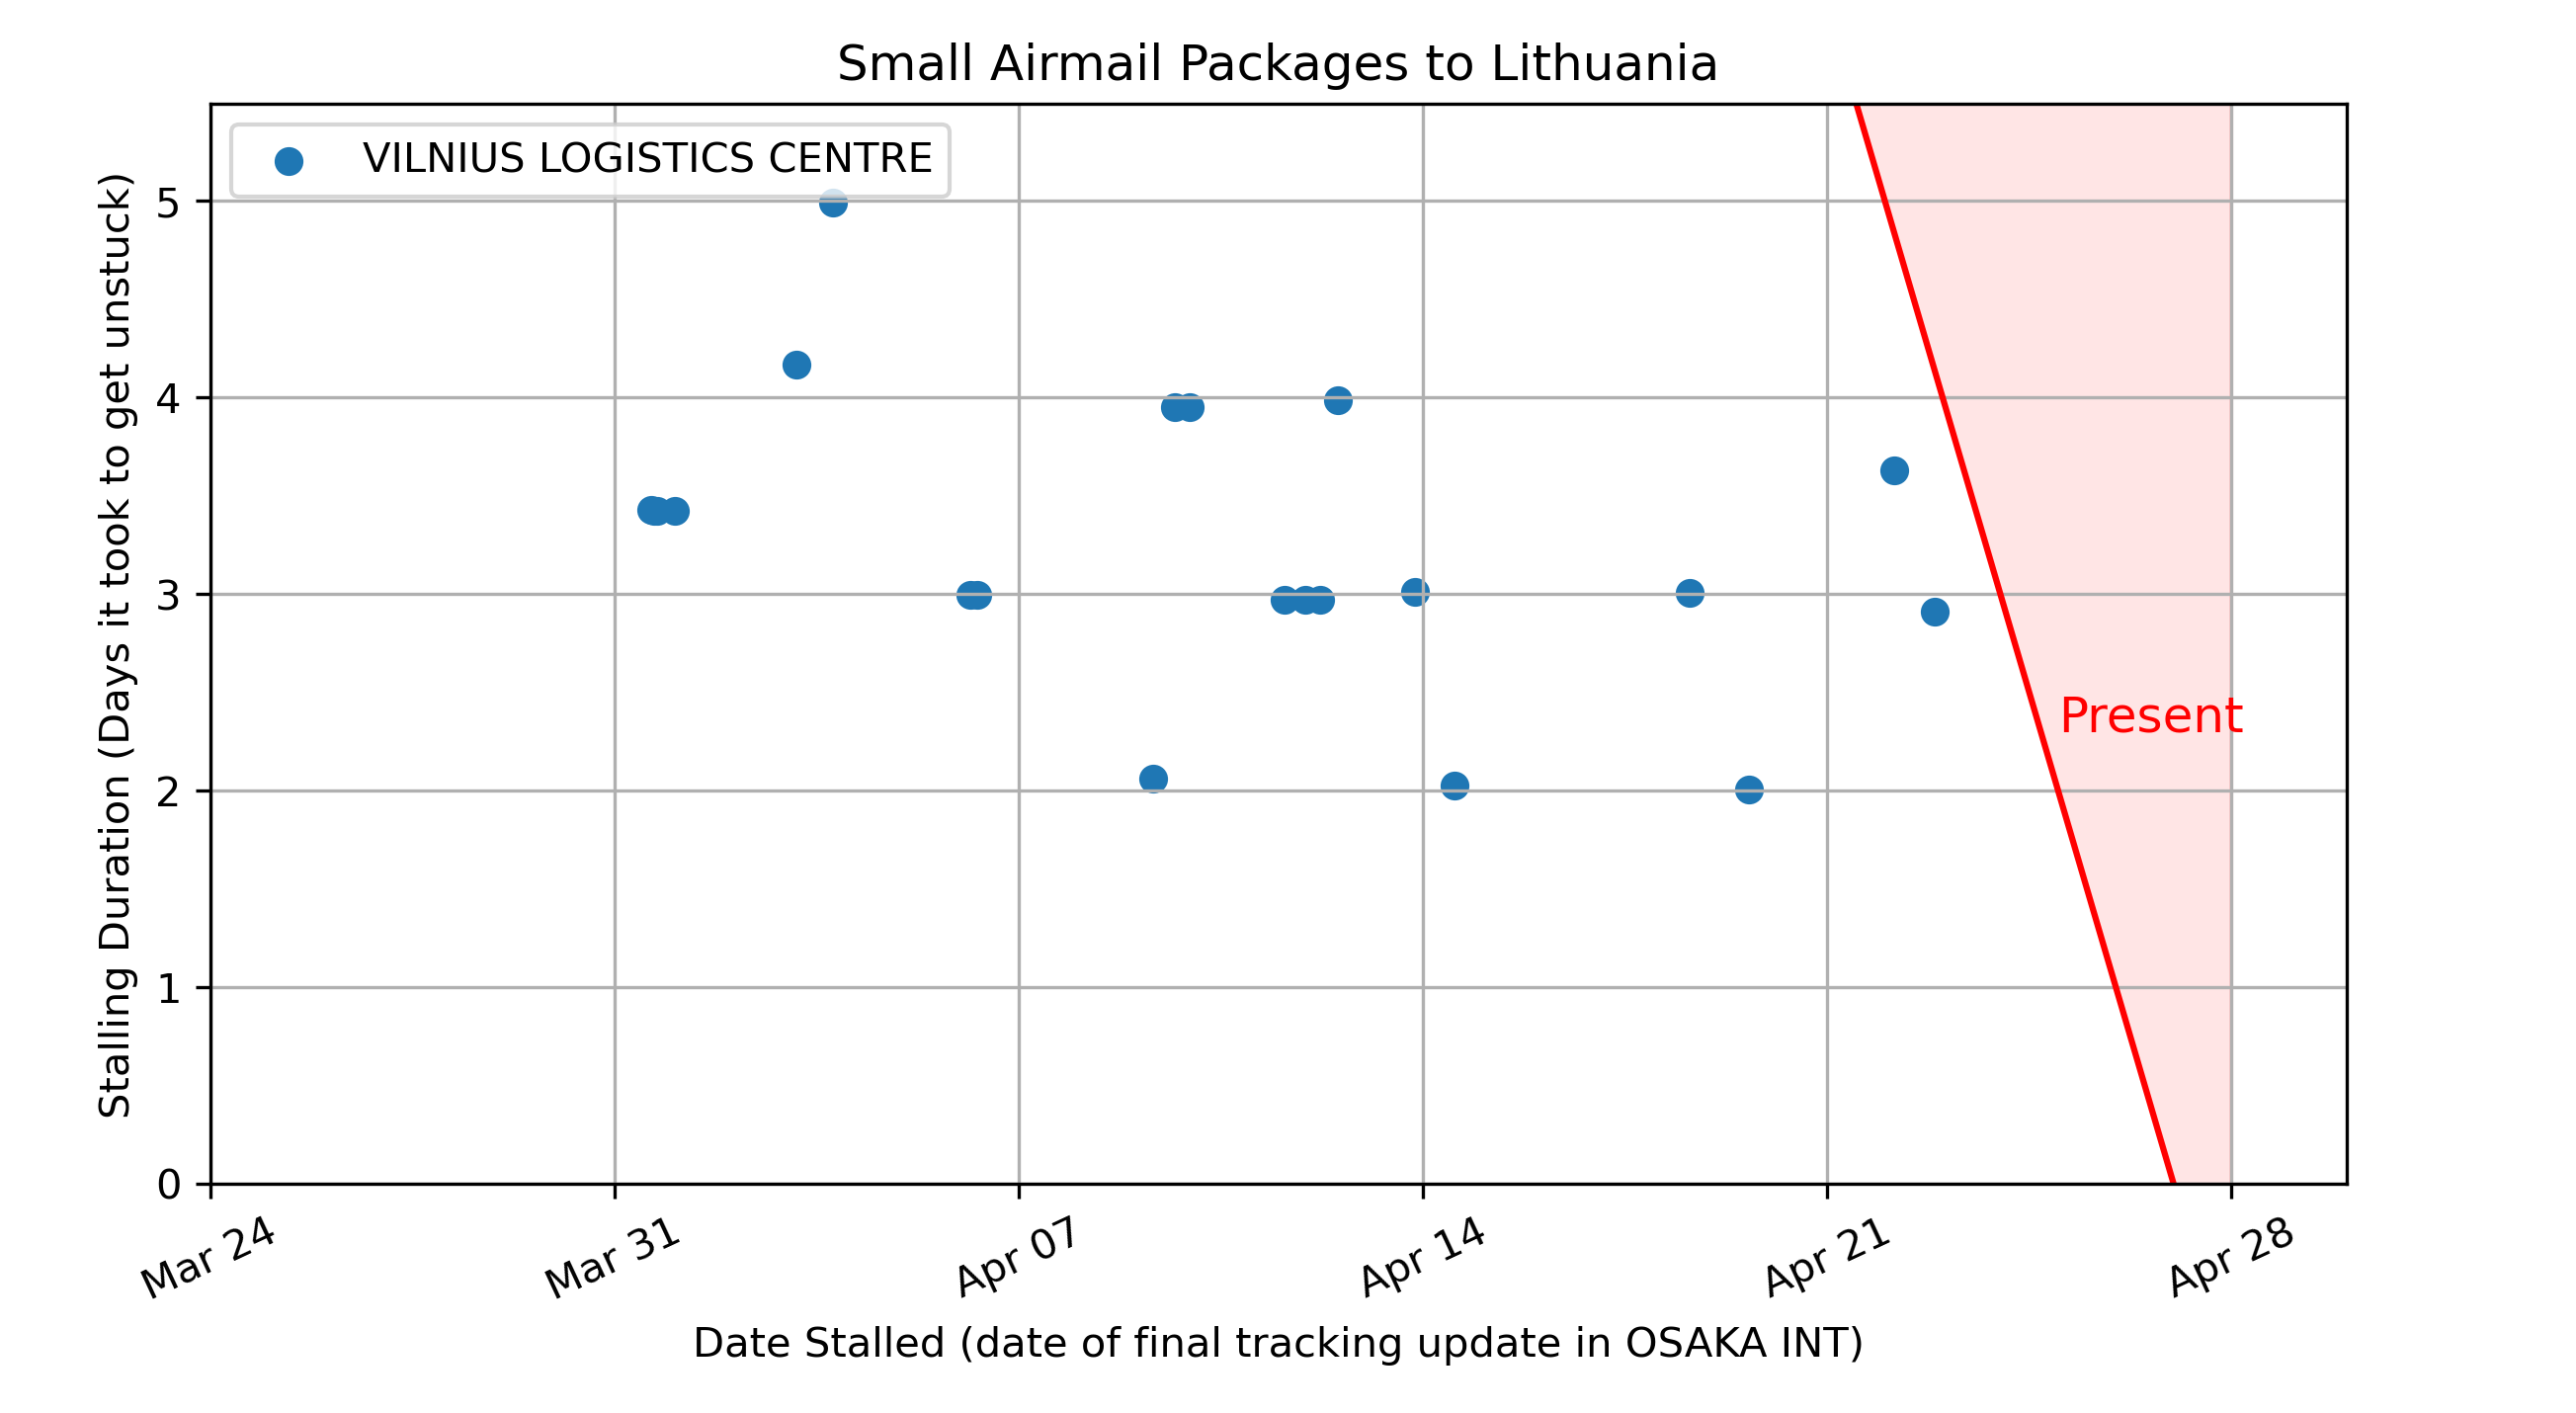 Small Airmail Packages to Lithuania
VILNIUS LOGISTICS CENTRE
Stalling Duration (Days it took to get unstuck)
5
4
3
2
1
0
Present
Mar 24
Mar 31
Apr 07
Apr 14
Apr 21
Apr 28
Date Stalled (date of final tracking update in OSAKA INT)